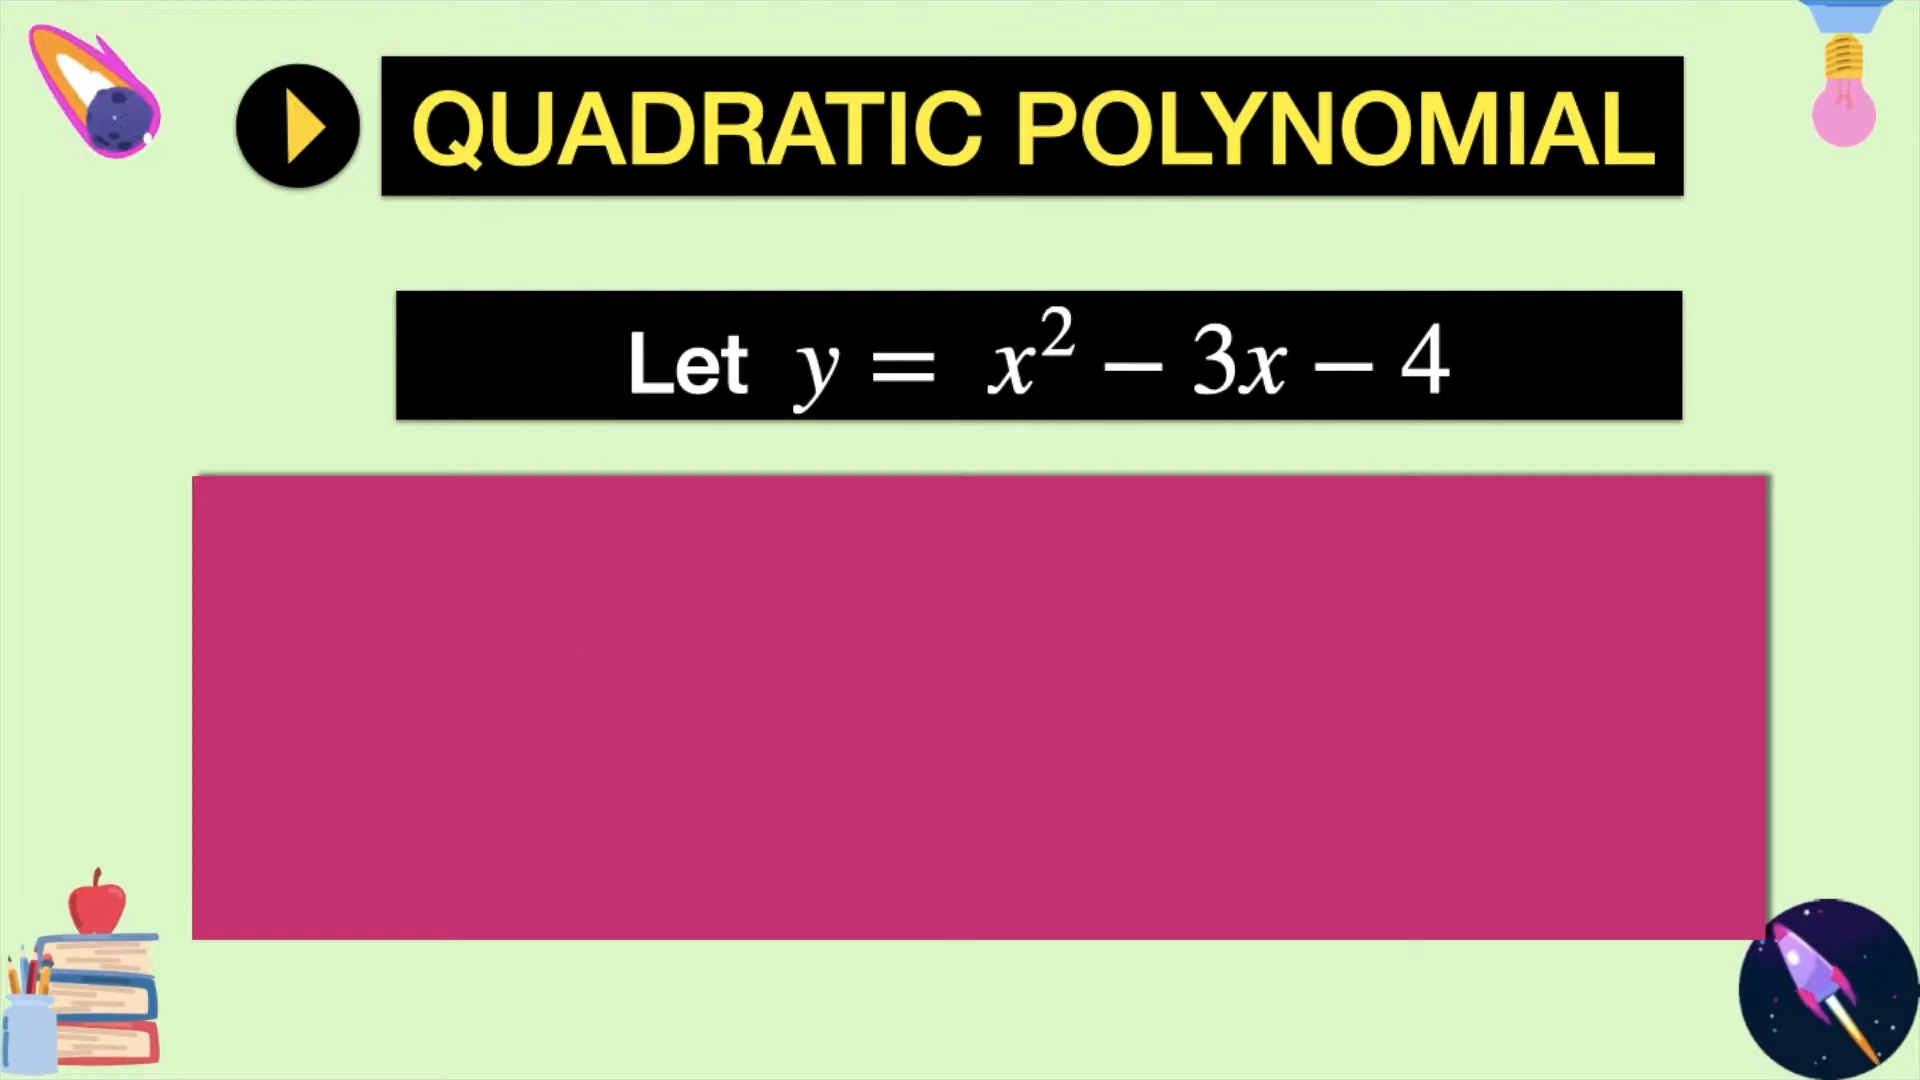 QUADRATIC POLYNOMIAL
Let y = x² − 3x − 4